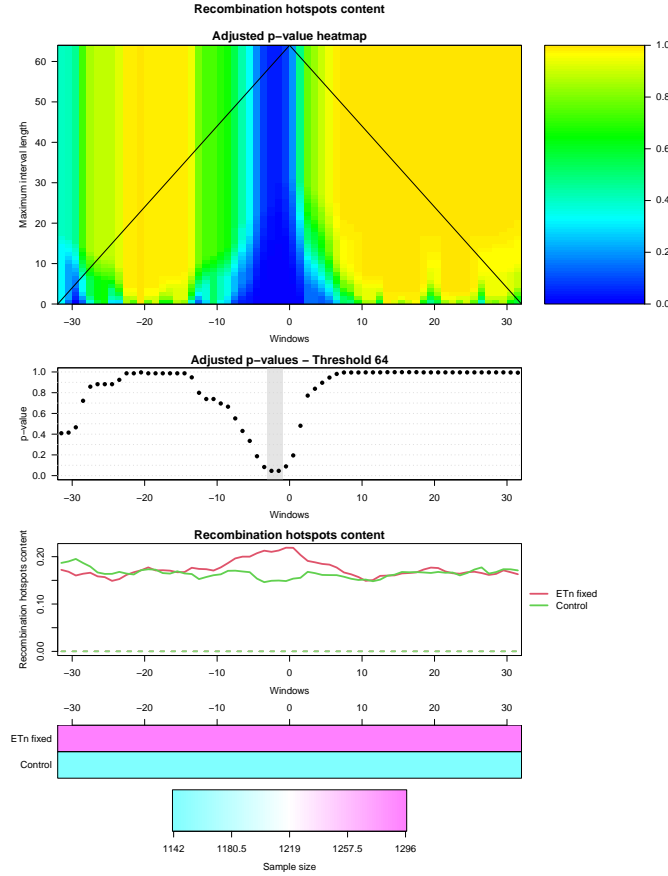 Recombination hotspots content
Adjusted p−value heatmap
Maximum interval length
60
50
40
30
20
10
0
−30 −20 −10 0 10 20 30
Windows
1.0
0.8
0.6
0.4
0.2
0.0
Adjusted p−values − Threshold 64
p−value
1.0
0.8
0.6
0.4
0.2
0.0
−30 −20 −10 0 10 20 30
Windows
Recombination hotspots content
Recombination hotspots content
0.20
0.10
0.00
−30 −20 −10 0 10 20 30
Windows
ETn fixed
Control
−30 −20 −10 0 10 20 30
ETn fixed
Control
1142 1180.5 1219 1257.5 1296
Sample size